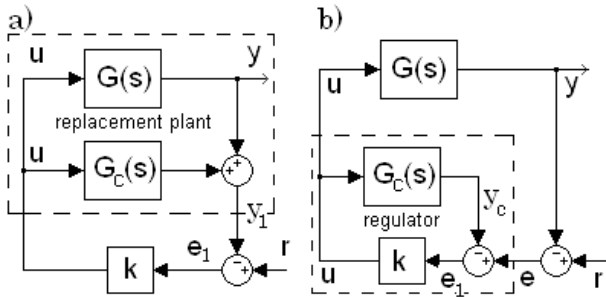 a)
u
G(s)
y
replacement plant
u
G_c(s)
+ +
y_1
k
e_1
- +
r
b)
u
G(s)
y
G_c(s)
regulator
y_c
k
u
e_1
- +
e
- +
r